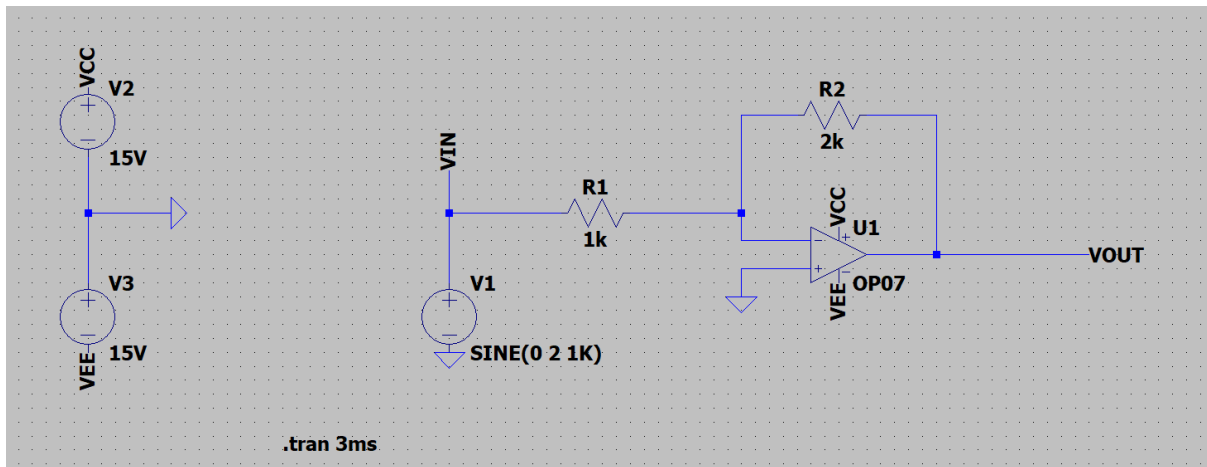 VCC
V2
15V
V3
15V
VEE
VIN
R1
1k
V1
SINE(0 2 1K)
R2
2k
VCC
U1
OP07
VEE
VOUT
.tran 3ms